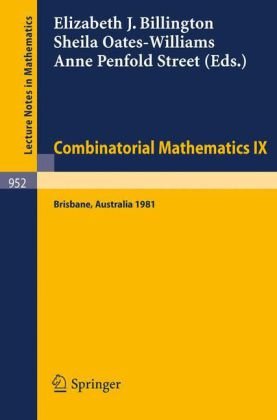 Lecture Notes in Mathematics
952
Elizabeth J. Billington
Sheila Oates-Williams
Anne Penfold Street (Eds.)
Combinatorial Mathematics IX
Brisbane, Australia 1981
Springer